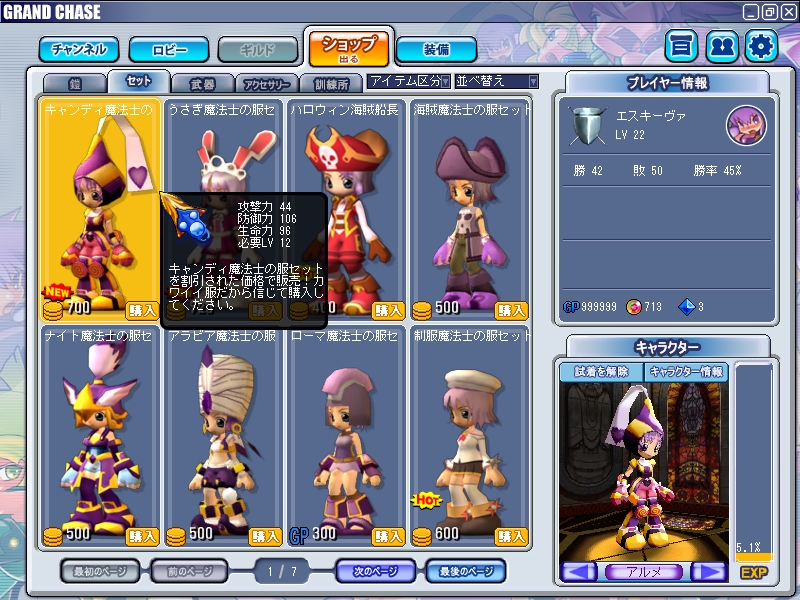 GRAND CHASE
チャンネル
ロビー
ギルド
ショップ
出る
装備
鎧
セット
武器
アクセサリー
訓練所
アイテム区分
並べ替え
キャンディ魔法士の
うさぎ魔法士の服セ
ハロウィン海賊船長
海賊魔法士の服セット
攻撃力 44
防御力 106
生命力 96
必要LV 12
キャンディ魔法士の服セット
を割引された価格で販売！カ
ワイイ服だから信じて購入し
てください。
NEW
700
購入
購入
400
購入
500
購入
ナイト魔法士の服セ
アラビア魔法士の服
ローマ魔法士の服セ
制服魔法士の服セット
HOT
500
購入
500
購入
GP 300
購入
600
購入
最初のページ
前のページ
1 / 7
次のページ
最後のページ
プレイヤー情報
エスキーヴァ
LV 22
勝 42
敗 50
勝率 45%
GP 999999
713
3
キャラクター
試着を解除
キャラクター情報
アルメ
5.1%
EXP